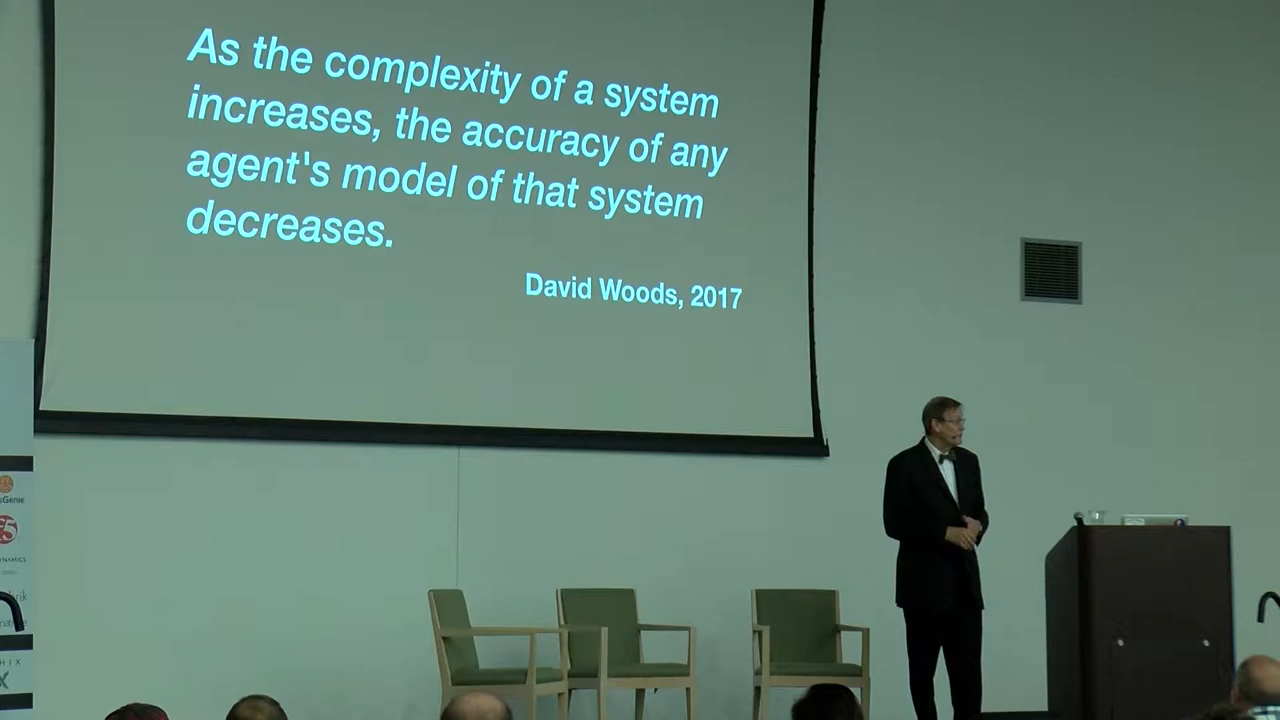 As the complexity of a system
increases, the accuracy of any
agent's model of that system
decreases.
David Woods, 2017